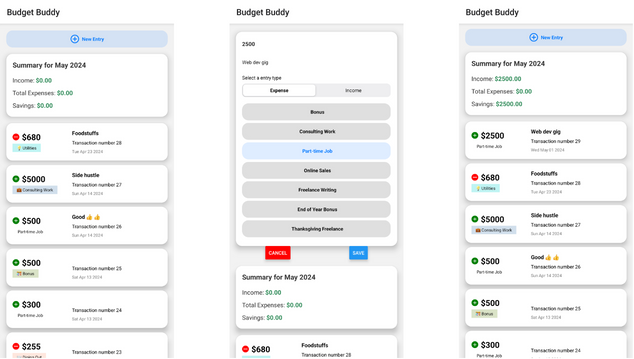 Budget Buddy
New Entry
Summary for May 2024
Income: $0.00
Total Expenses: $0.00
Savings: $0.00
$680
Utilities
Foodstuffs
Transaction number 28
Tue Apr 23 2024
$5000
Consulting Work
Side hustle
Transaction number 27
Sun Apr 14 2024
$500
Part-time Job
Good 👍👍
Transaction number 26
Sun Apr 14 2024
$500
Bonus
Transaction number 25
Sat Apr 13 2024
$300
Part-time Job
Transaction number 24
Sat Apr 13 2024
$255
Transaction number 23
Budget Buddy
2500
Web dev gig
Select a entry type
Expense
Income
Bonus
Consulting Work
Part-time Job
Online Sales
Freelance Writing
End of Year Bonus
Thanksgiving Freelance
CANCEL
SAVE
Summary for May 2024
Income: $0.00
Total Expenses: $0.00
Savings: $0.00
$680
Foodstuffs
Transaction number 28
Budget Buddy
New Entry
Summary for May 2024
Income: $2500.00
Total Expenses: $0.00
Savings: $2500.00
$2500
Part-time Job
Web dev gig
Transaction number 29
Wed May 01 2024
$680
Utilities
Foodstuffs
Transaction number 28
Tue Apr 23 2024
$5000
Consulting Work
Side hustle
Transaction number 27
Sun Apr 14 2024
$500
Part-time Job
Good 👍👍
Transaction number 26
Sun Apr 14 2024
$500
Bonus
Transaction number 25
Sat Apr 13 2024
$300
Part-time Job
Transaction number 24